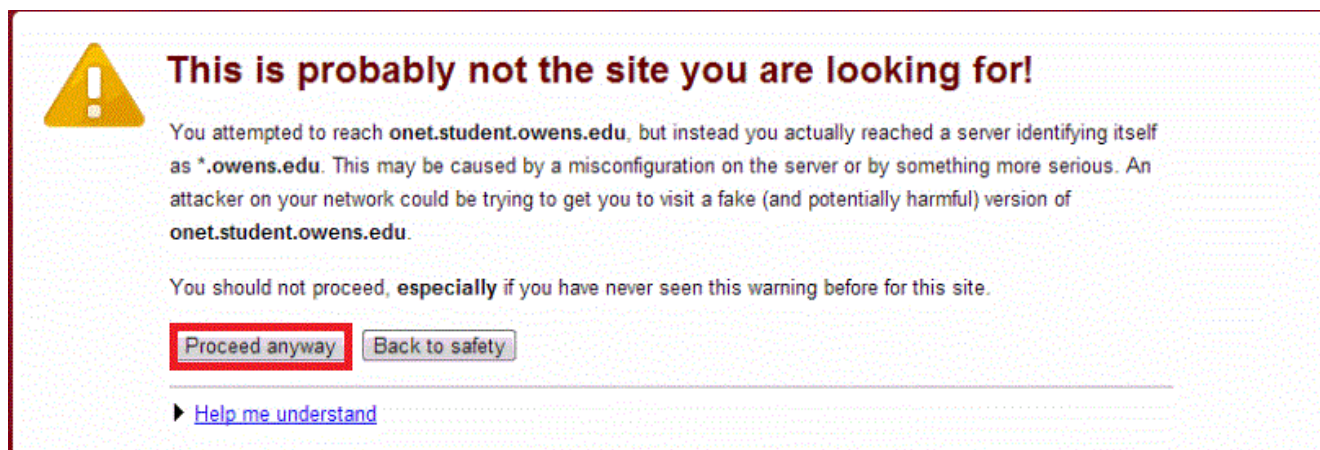 This is probably not the site you are looking for!
You attempted to reach onet.student.owens.edu, but instead you actually reached a server identifying itself
as *.owens.edu. This may be caused by a misconfiguration on the server or by something more serious. An
attacker on your network could be trying to get you to visit a fake (and potentially harmful) version of
onet.student.owens.edu.
You should not proceed, especially if you have never seen this warning before for this site.
Proceed anyway Back to safety
Help me understand